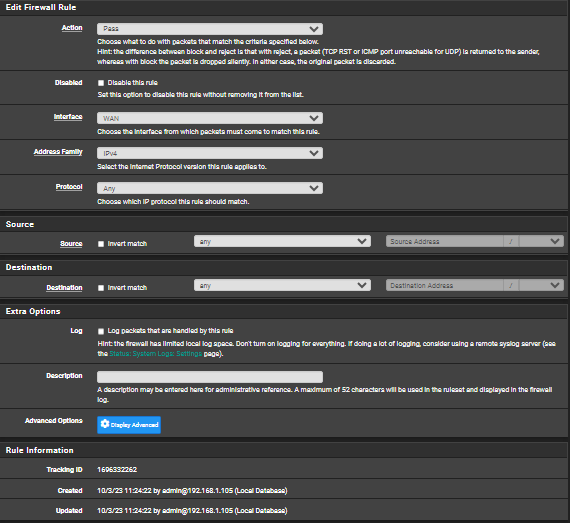 Edit Firewall Rule
Action
Pass
Choose what to do with packets that match the criteria specified below.
Hint: the difference between block and reject is that with reject, a packet (TCP RST or ICMP port unreachable for UDP) is returned to the sender,
whereas with block the packet is dropped silently. In either case, the original packet is discarded.
Disabled
Disable this rule
Set this option to disable this rule without removing it from the list.
Interface
WAN
Choose the interface from which packets must come to match this rule.
Address Family
IPv4
Select the Internet Protocol version this rule applies to.
Protocol
Any
Choose which IP protocol this rule should match.
Source
Source
Invert match
any
Source Address
/
Destination
Destination
Invert match
any
Destination Address
/
Extra Options
Log
Log packets that are handled by this rule
Hint: the firewall has limited local log space. Don't turn on logging for everything. If doing a lot of logging, consider using a remote syslog server (see
the Status: System Logs: Settings page).
Description
A description may be entered here for administrative reference. A maximum of 52 characters will be used in the ruleset and displayed in the firewall
log.
Advanced Options
Display Advanced
Rule Information
Tracking ID
1696332262
Created
10/3/23 11:24:22 by admin@192.168.1.105 (Local Database)
Updated
10/3/23 11:24:22 by admin@192.168.1.105 (Local Database)